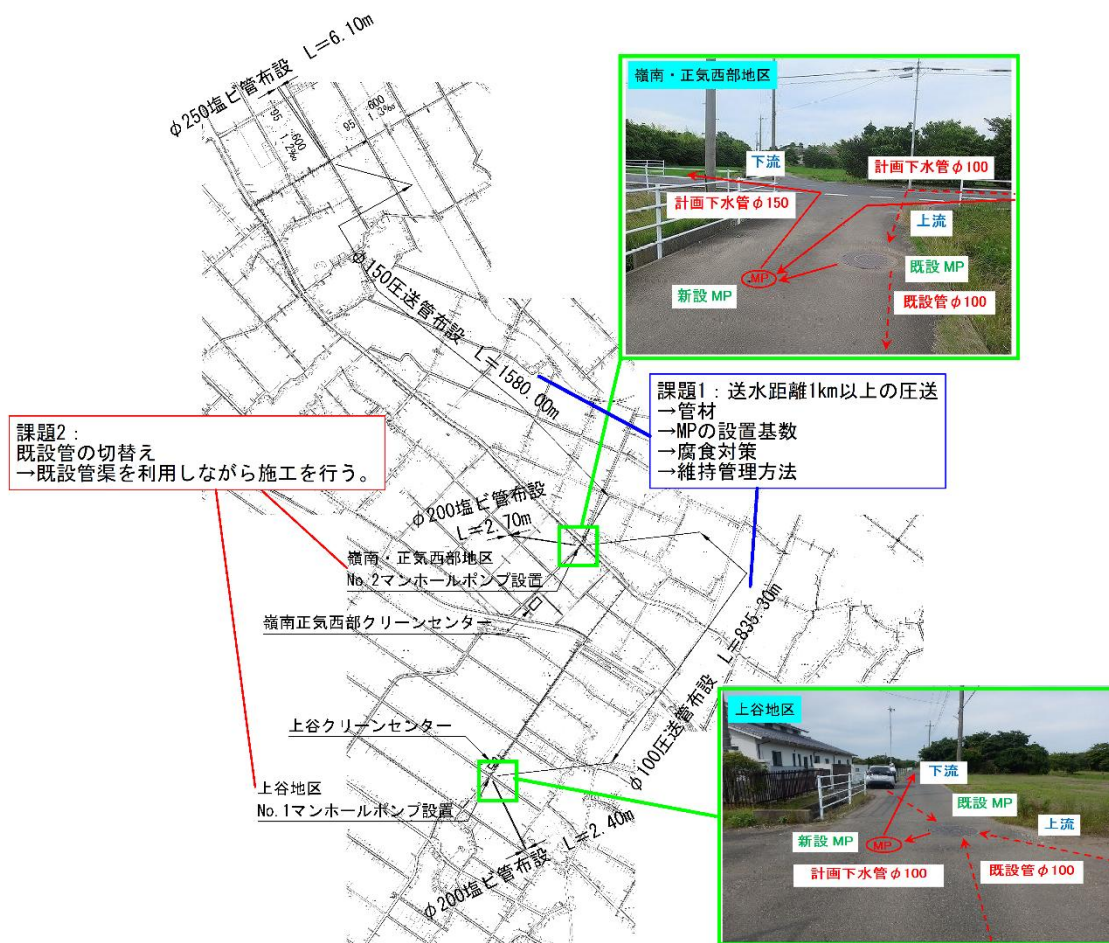 φ250塩ビ管布設 L＝6.10m
95
600
1.2‰
95
600
1.3‰
嶺南・正気西部地区
下流
計画下水管φ100
計画下水管φ150
上流
MP
既設MP
新設MP
既設管φ100
φ150圧送管布設 L＝1580.00m
課題1：送水距離1km以上の圧送
→管材
→MPの設置基数
→腐食対策
→維持管理方法
課題2：
既設管の切替え
→既設管渠を利用しながら施工を行う。
φ200塩ビ管布設
L＝2.70m
嶺南・正気西部地区
No.2マンホールポンプ設置
嶺南正気西部クリーンセンター
φ100圧送管布設 L＝835.30m
上谷クリーンセンター
上谷地区
No.1マンホールポンプ設置
φ200塩ビ管布設 L＝2.40m
上谷地区
下流
既設MP
上流
新設MP
MP
計画下水管φ100
既設管φ100